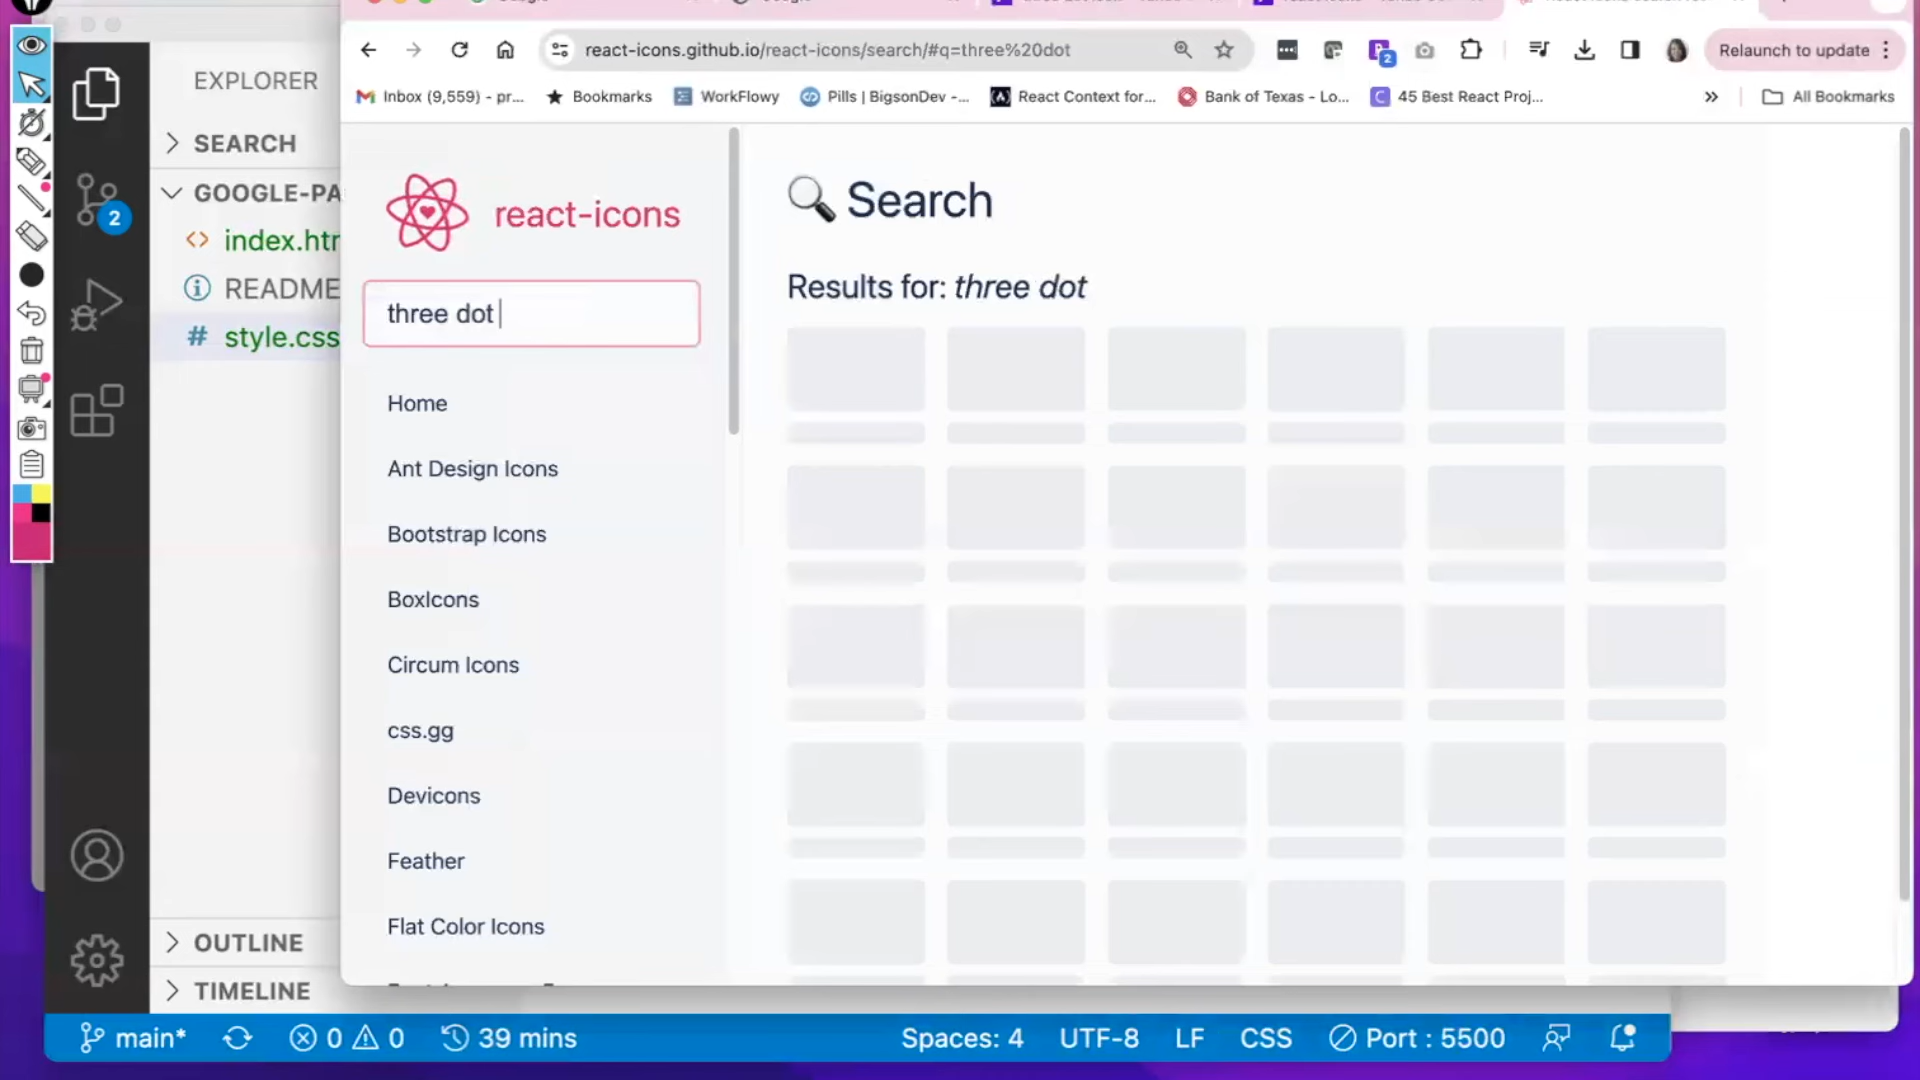 react-icons.github.io/react-icons/search/#q=three%20dot
2
Relaunch to update
Inbox (9,559) - pr...
Bookmarks
WorkFlowy
Pills | BigsonDev -...
React Context for...
Bank of Texas - Lo...
C 45 Best React Proj...
»
All Bookmarks
EXPLORER
SEARCH
GOOGLE-PA
index.htm
README
style.css
2
react-icons
three dot
Home
Ant Design Icons
Bootstrap Icons
BoxIcons
Circum Icons
css.gg
Devicons
Feather
Flat Color Icons
Search
Results for: three dot
OUTLINE
TIMELINE
main* 0 0 39 mins Spaces: 4 UTF-8 LF CSS Port : 5500